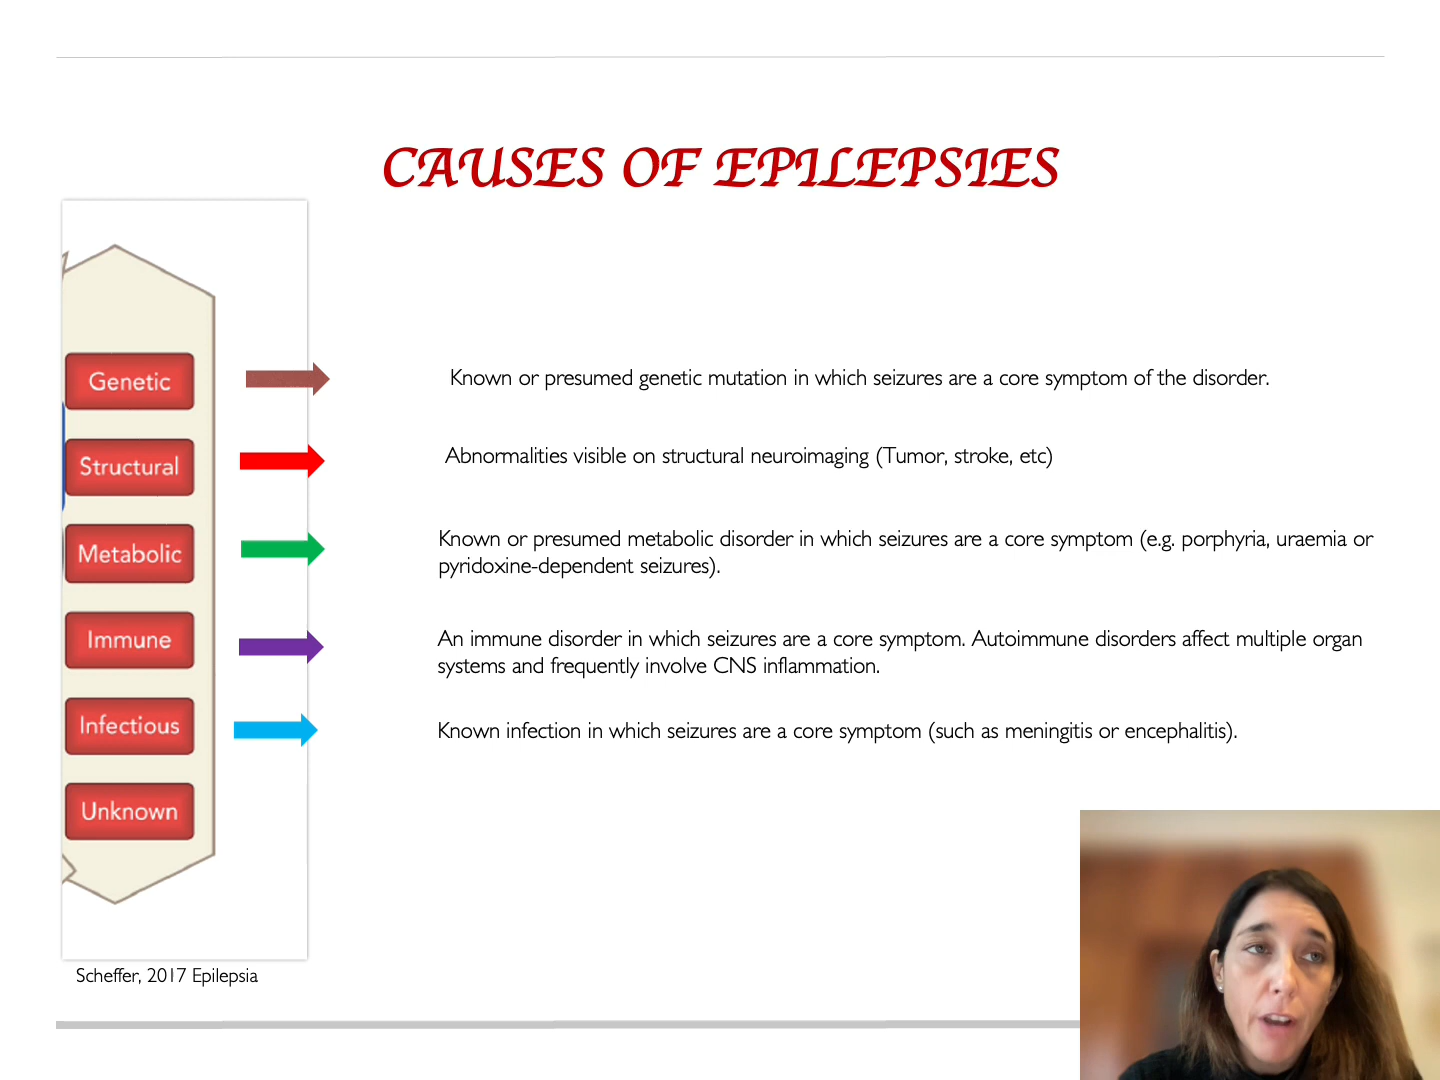 CAUSES OF EPILEPSIES
Genetic
Known or presumed genetic mutation in which seizures are a core symptom of the disorder.
Structural
Abnormalities visible on structural neuroimaging (Tumor, stroke, etc)
Metabolic
Known or presumed metabolic disorder in which seizures are a core symptom (e.g. porphyria, uraemia or
pyridoxine-dependent seizures).
Immune
An immune disorder in which seizures are a core symptom. Autoimmune disorders affect multiple organ
systems and frequently involve CNS inflammation.
Infectious
Known infection in which seizures are a core symptom (such as meningitis or encephalitis).
Unknown
Scheffer, 2017 Epilepsia